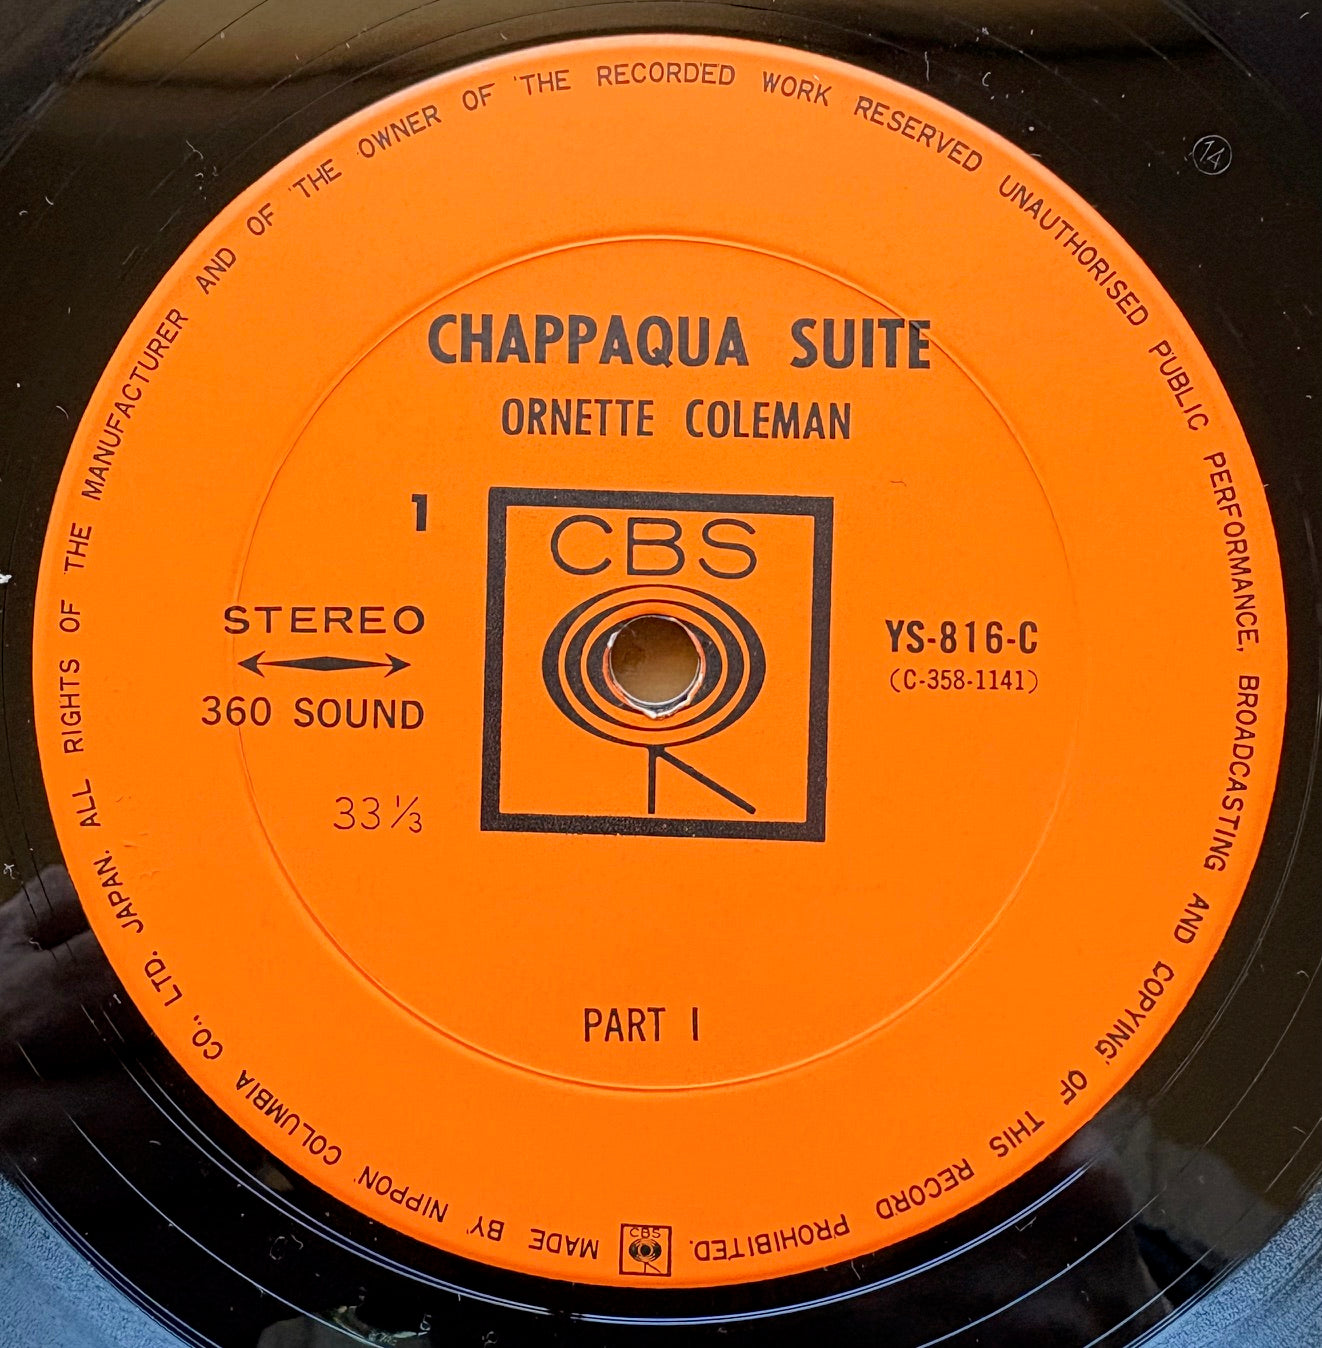 CHAPPAQUA SUITE
ORNETTE COLEMAN
1
CBS
STEREO
360 SOUND
33⅓
YS-816-C
(C-358-1141)
PART I
MADE BY NIPPON COLUMBIA CO., LTD. JAPAN. ALL RIGHTS OF THE MANUFACTURER AND OF THE OWNER OF THE RECORDED WORK RESERVED UNAUTHORISED PUBLIC PERFORMANCE, BROADCASTING AND COPYING OF THIS RECORD PROHIBITED.
CBS
14